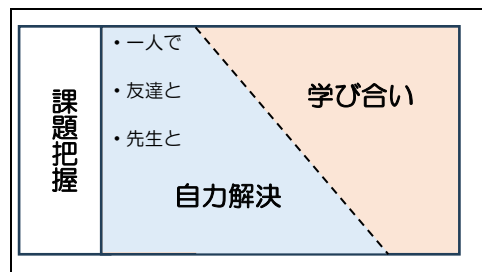 課題把握
・一人で
・友達と
・先生と
自力解決
学び合い